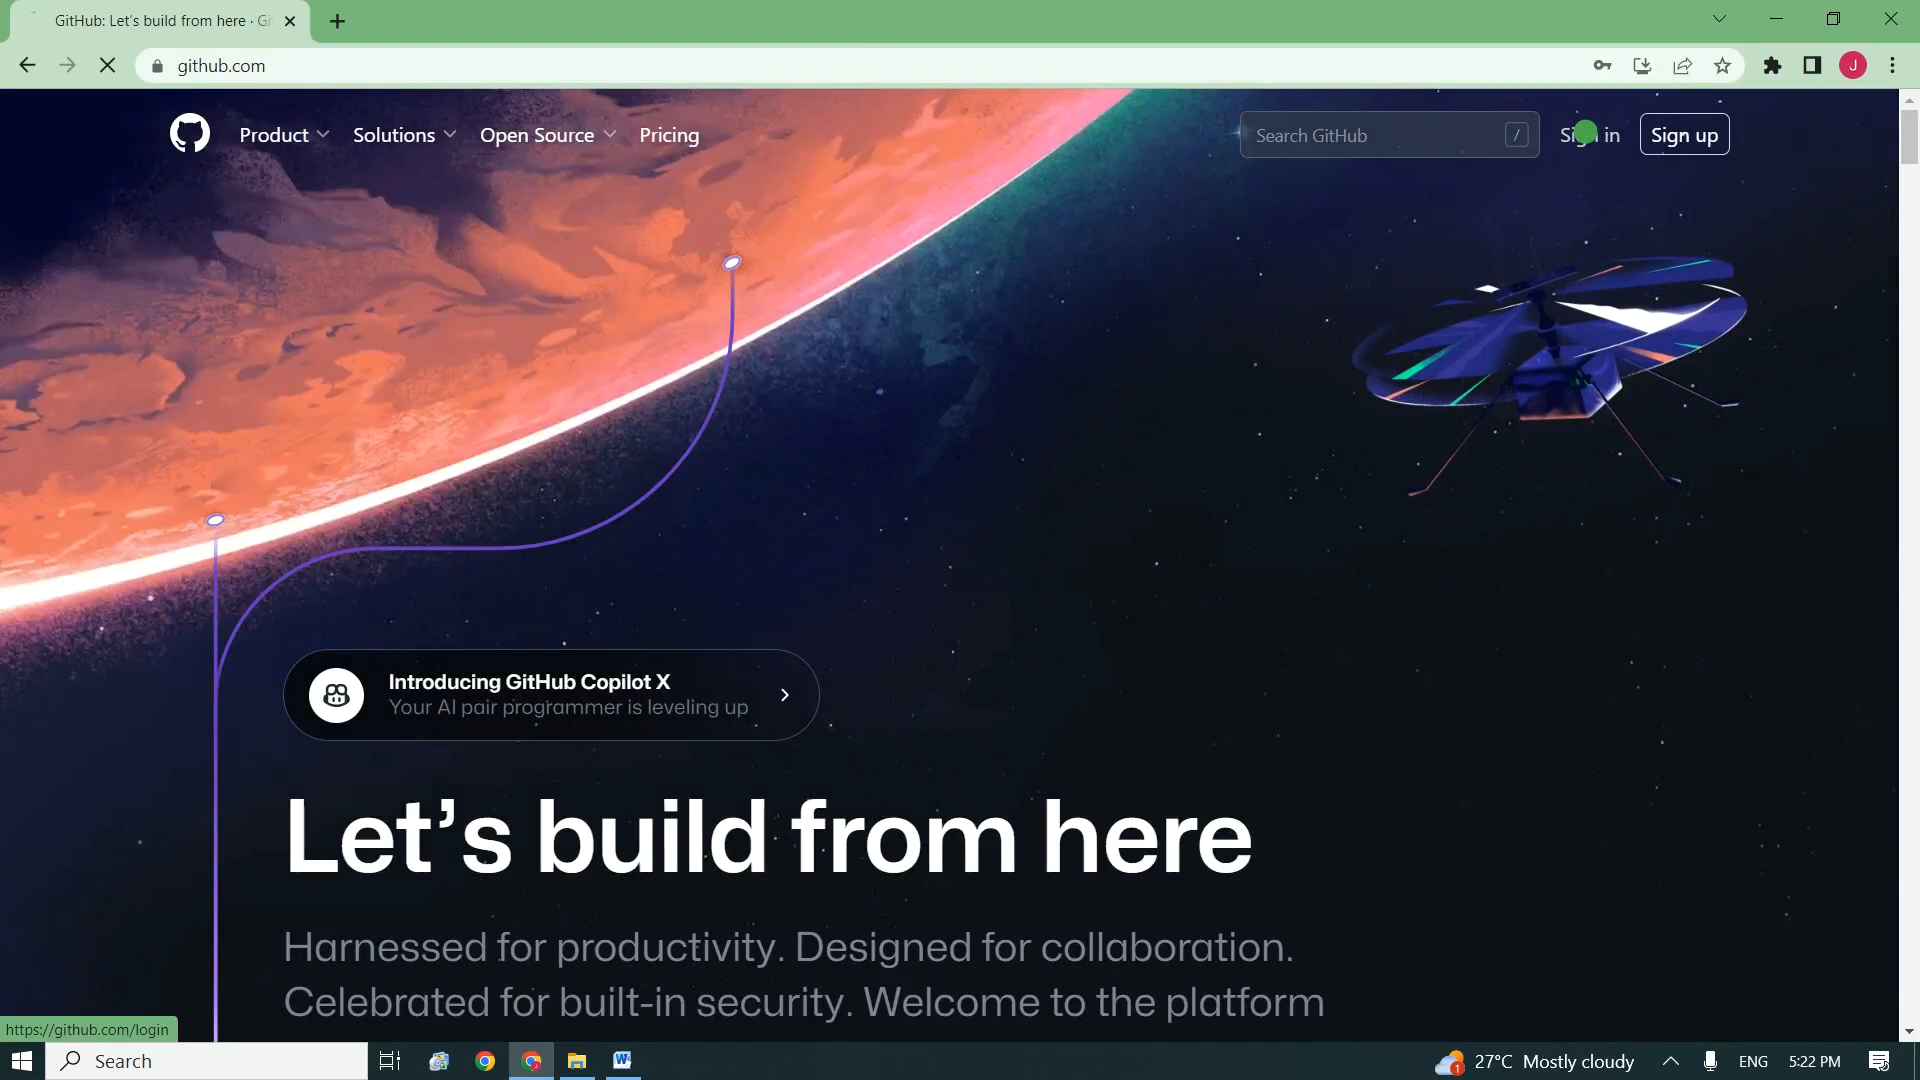 GitHub: Let's build from here · Gi
github.com
J
Product
Solutions
Open Source
Pricing
Search GitHub
/
Sign in
Sign up
Introducing GitHub Copilot X
Your AI pair programmer is leveling up
Let’s build from here
Harnessed for productivity. Designed for collaboration.
Celebrated for built-in security. Welcome to the platform
https://github.com/login
Search
1
27°C Mostly cloudy
ENG
5:22 PM